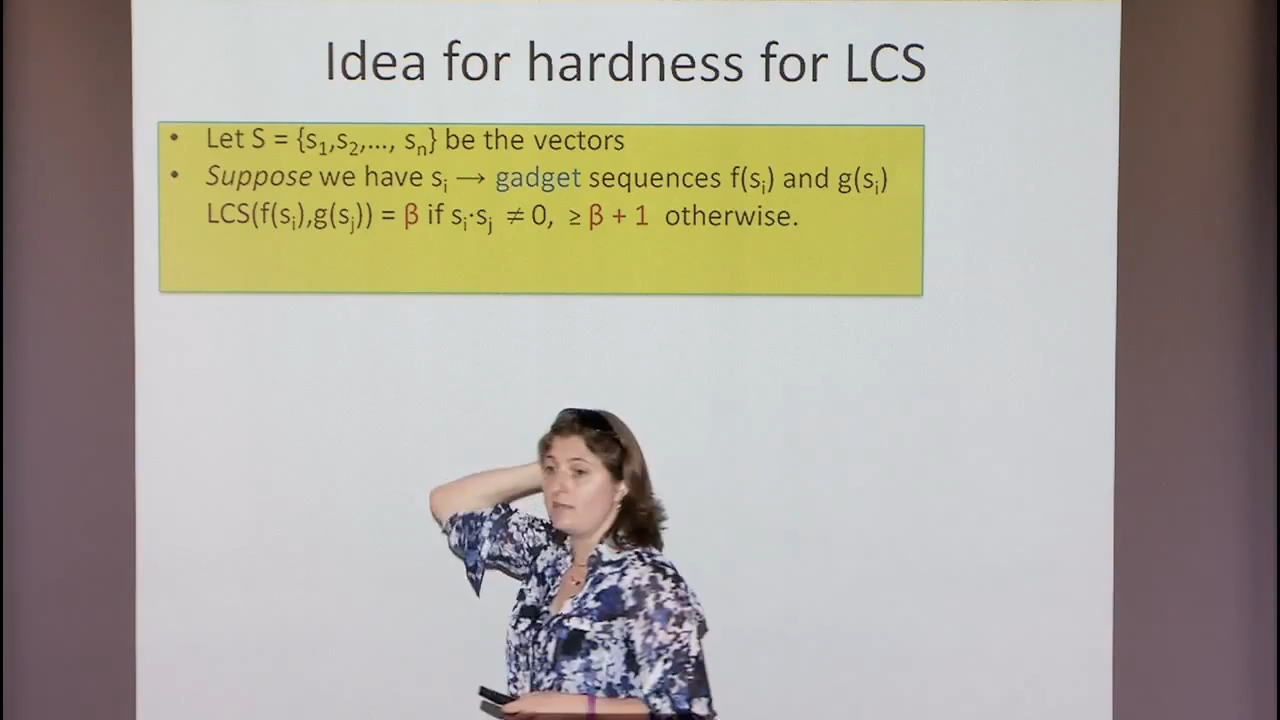 Idea for hardness for LCS
• Let S = {s₁,s₂,..., sₙ} be the vectors
• Suppose we have sᵢ → gadget sequences f(sᵢ) and g(sᵢ)
LCS(f(sᵢ),g(sⱼ)) = β if sᵢ·sⱼ ≠ 0, ≥ β + 1 otherwise.